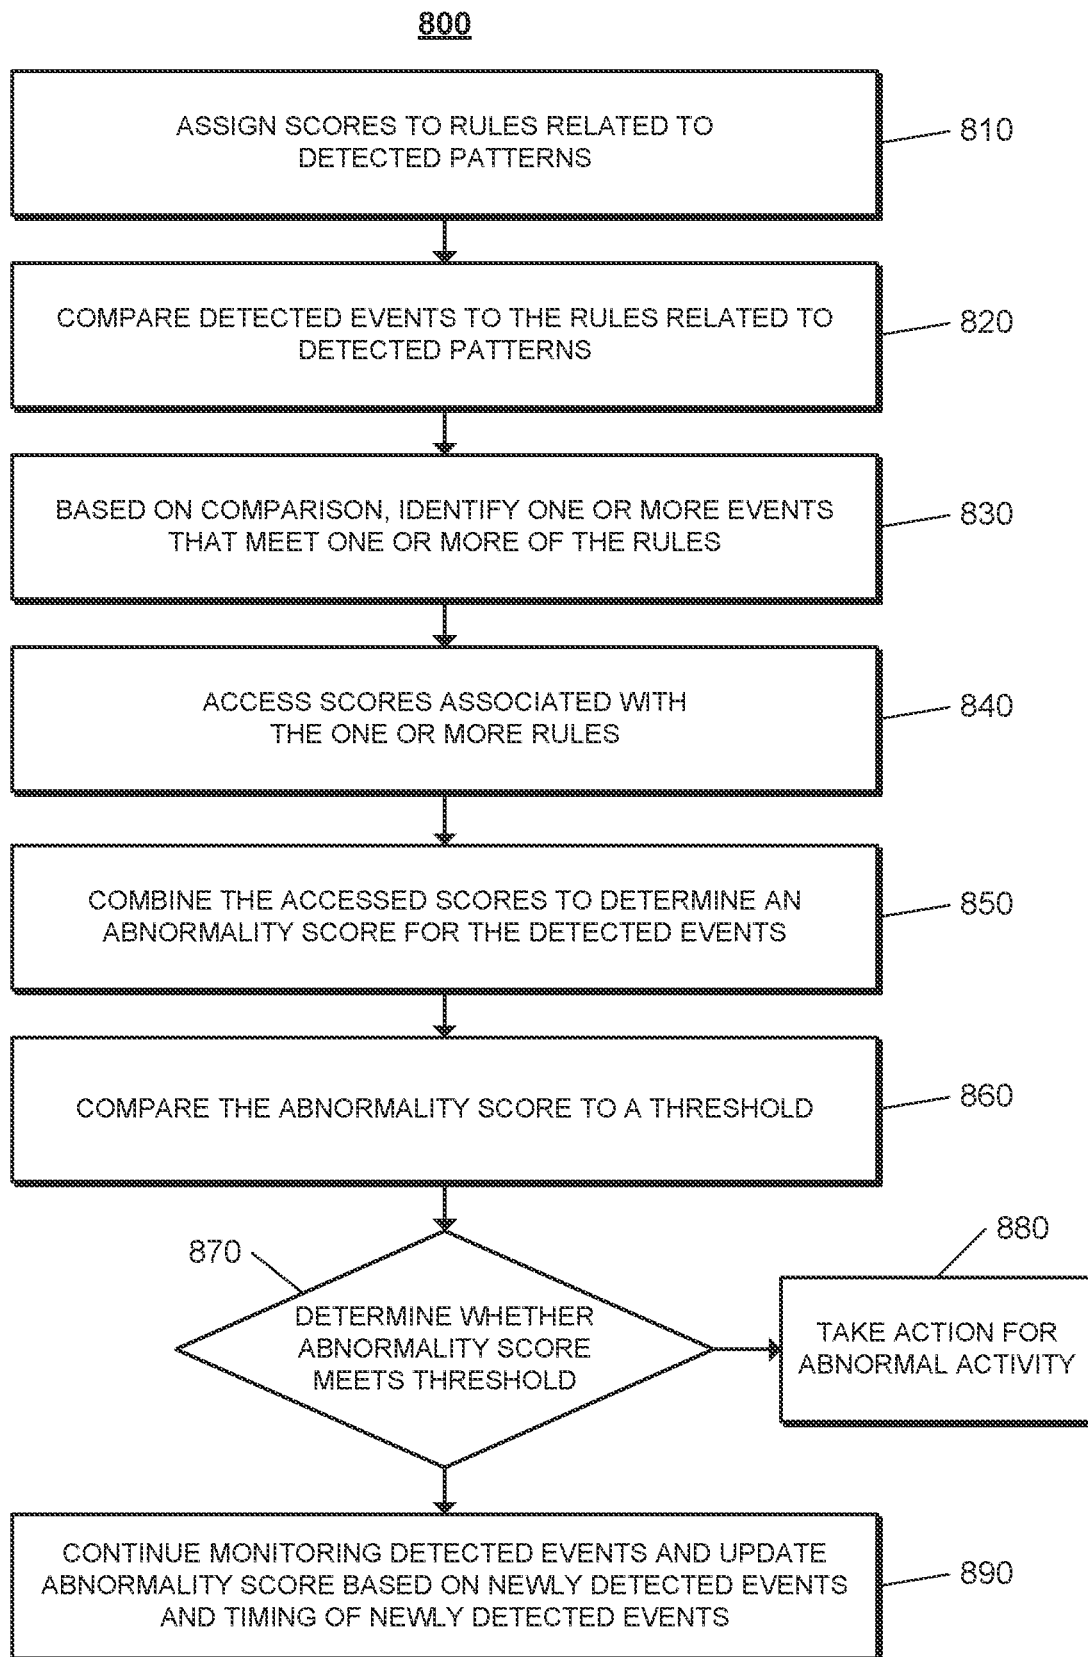 800
ASSIGN SCORES TO RULES RELATED TO
DETECTED PATTERNS
810
COMPARE DETECTED EVENTS TO THE RULES RELATED TO
DETECTED PATTERNS
820
BASED ON COMPARISON, IDENTIFY ONE OR MORE EVENTS
THAT MEET ONE OR MORE OF THE RULES
830
ACCESS SCORES ASSOCIATED WITH
THE ONE OR MORE RULES
840
COMBINE THE ACCESSED SCORES TO DETERMINE AN
ABNORMALITY SCORE FOR THE DETECTED EVENTS
850
COMPARE THE ABNORMALITY SCORE TO A THRESHOLD
860
870
DETERMINE WHETHER
ABNORMALITY SCORE
MEETS THRESHOLD
880
TAKE ACTION FOR
ABNORMAL ACTIVITY
CONTINUE MONITORING DETECTED EVENTS AND UPDATE
ABNORMALITY SCORE BASED ON NEWLY DETECTED EVENTS
AND TIMING OF NEWLY DETECTED EVENTS
890